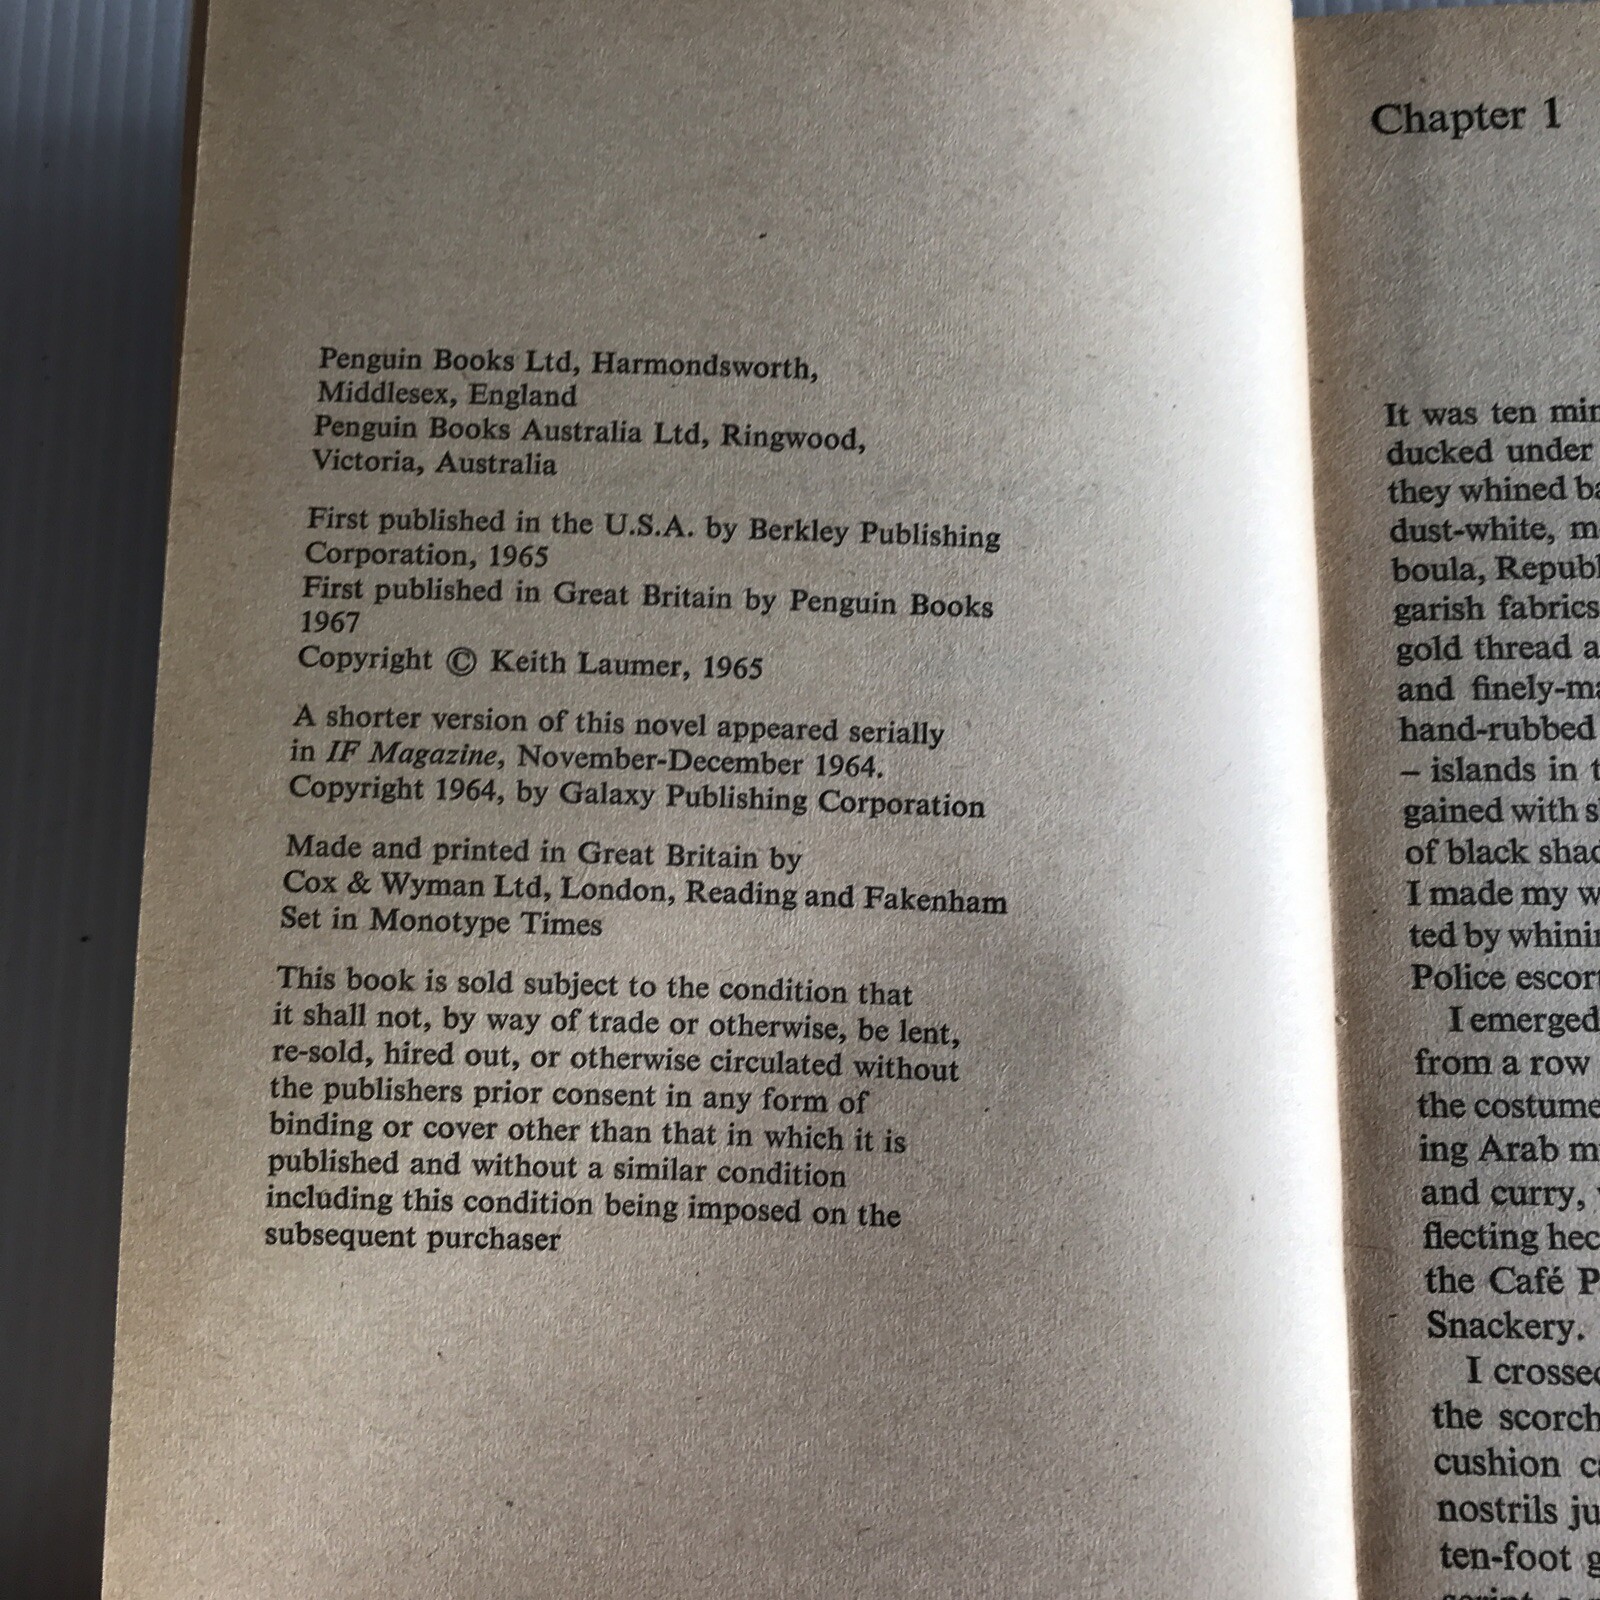 Penguin Books Ltd, Harmondsworth,
Middlesex, England
Penguin Books Australia Ltd, Ringwood,
Victoria, Australia
First published in the U.S.A. by Berkley Publishing
Corporation, 1965
First published in Great Britain by Penguin Books
1967
Copyright © Keith Laumer, 1965
A shorter version of this novel appeared serially
in IF Magazine, November-December 1964.
Copyright 1964, by Galaxy Publishing Corporation
Made and printed in Great Britain by
Cox & Wyman Ltd, London, Reading and Fakenham
Set in Monotype Times
This book is sold subject to the condition that
it shall not, by way of trade or otherwise, be lent,
re-sold, hired out, or otherwise circulated without
the publishers prior consent in any form of
binding or cover other than that in which it is
published and without a similar condition
including this condition being imposed on the
subsequent purchaser
Chapter 1
It was ten
ducked under
they whined
dust-white,
boula,
garish fabrics
gold thread
and
hand-rubbed
– islands in
gained with
of black
I made my
ted by
Police
I emerged
from a row
the
ing Arab
and curry,
flecting
the Café
Snackery.
I
the
cushion
nostrils
ten-foot